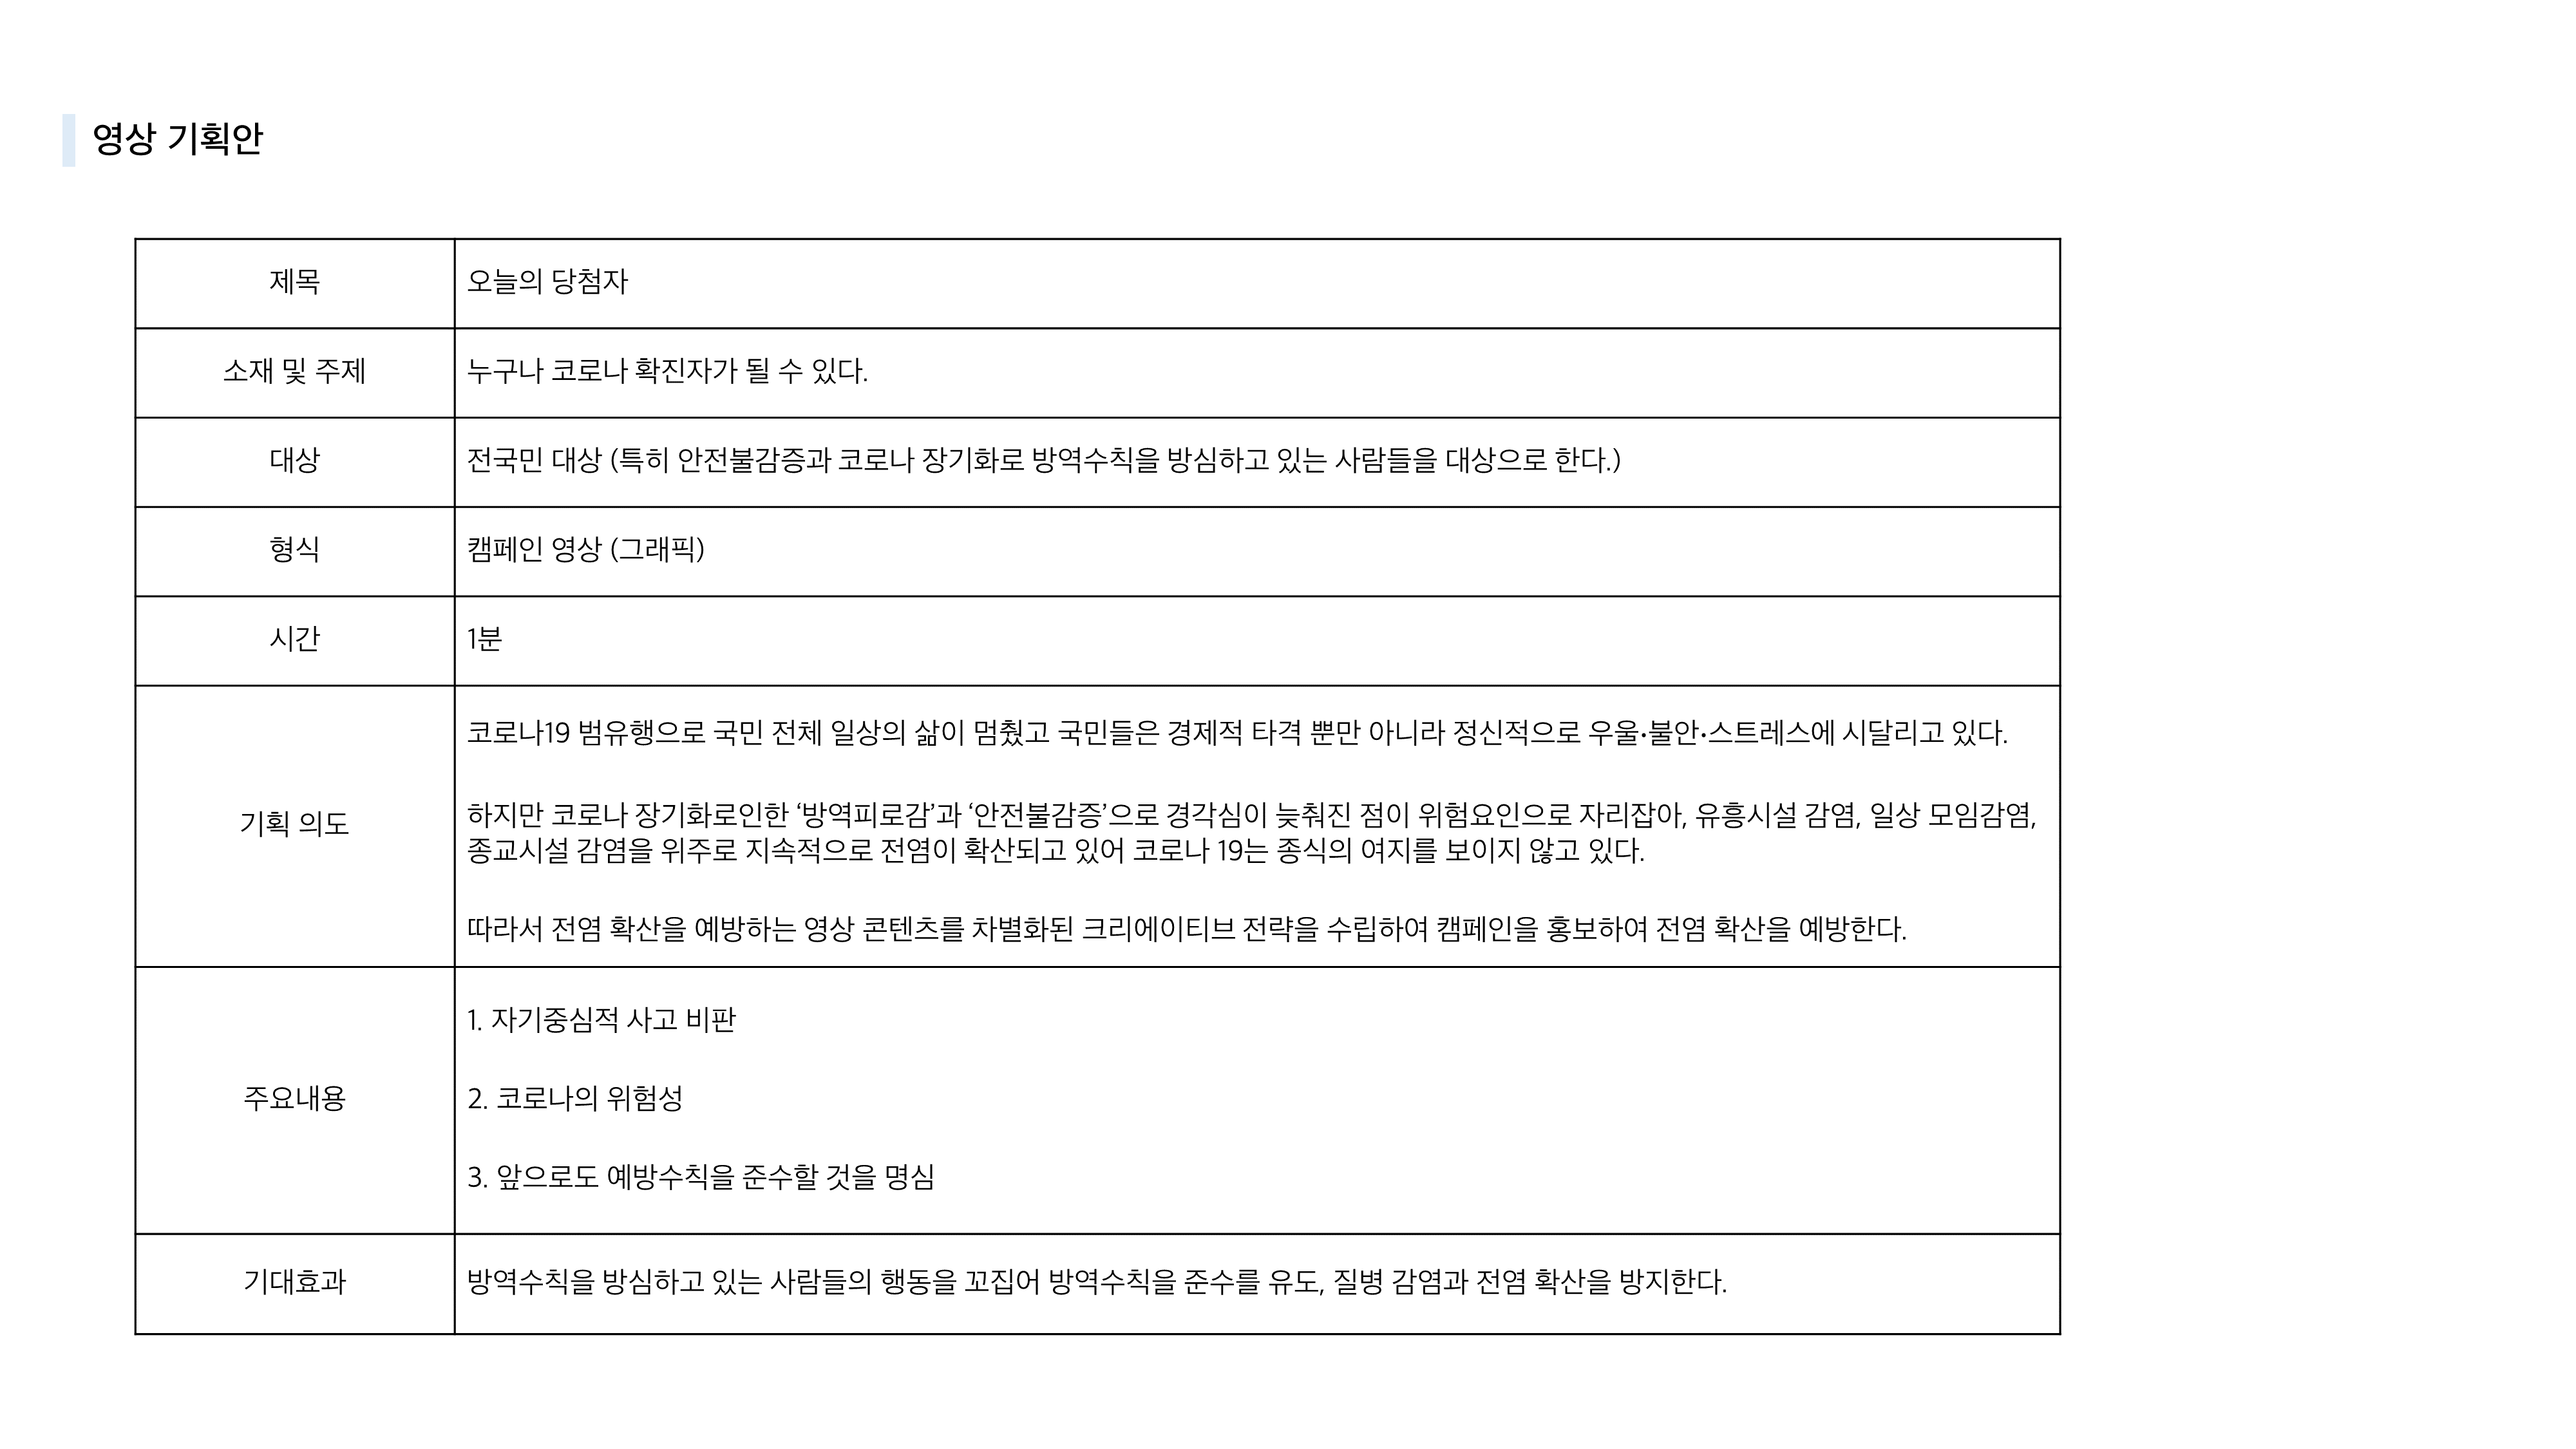 영상 기획안
제목
오늘의 당첨자
소재 및 주제
누구나 코로나 확진자가 될 수 있다.
대상
전국민 대상 (특히 안전불감증과 코로나 장기화로 방역수칙을 방심하고 있는 사람들을 대상으로 한다.)
형식
캠페인 영상 (그래픽)
시간
1분
기획 의도
코로나19 범유행으로 국민 전체 일상의 삶이 멈췄고 국민들은 경제적 타격 뿐만 아니라 정신적으로 우울·불안·스트레스에 시달리고 있다.
하지만 코로나 장기화로인한 ‘방역피로감’과 ‘안전불감증’으로 경각심이 늦춰진 점이 위험요인으로 자리잡아, 유흥시설 감염, 일상 모임감염,
종교시설 감염을 위주로 지속적으로 전염이 확산되고 있어 코로나 19는 종식의 여지를 보이지 않고 있다.
따라서 전염 확산을 예방하는 영상 콘텐츠를 차별화된 크리에이티브 전략을 수립하여 캠페인을 홍보하여 전염 확산을 예방한다.
주요내용
1. 자기중심적 사고 비판
2. 코로나의 위험성
3. 앞으로도 예방수칙을 준수할 것을 명심
기대효과
방역수칙을 방심하고 있는 사람들의 행동을 꼬집어 방역수칙을 준수를 유도, 질병 감염과 전염 확산을 방지한다.